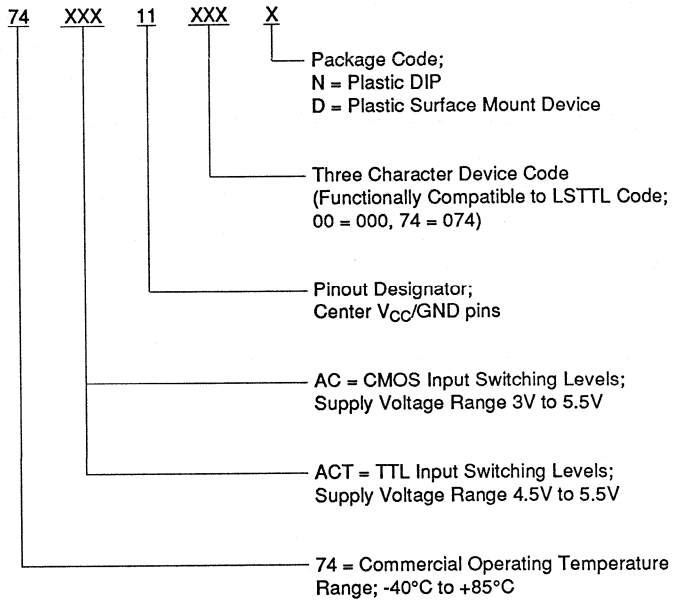 74 XXX 11 XXX X
Package Code;
N = Plastic DIP
D = Plastic Surface Mount Device
Three Character Device Code
(Functionally Compatible to LSTTL Code;
00 = 000, 74 = 074)
Pinout Designator;
Center VCC/GND pins
AC = CMOS Input Switching Levels;
Supply Voltage Range 3V to 5.5V
ACT = TTL Input Switching Levels;
Supply Voltage Range 4.5V to 5.5V
74 = Commercial Operating Temperature
Range; -40°C to +85°C